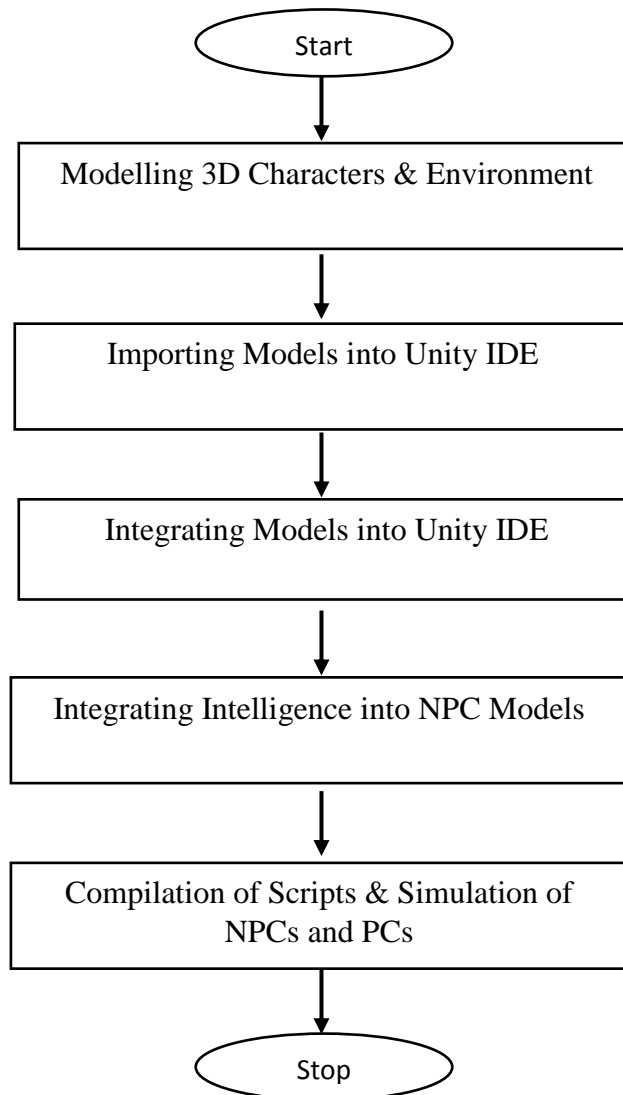 Start
Modelling 3D Characters & Environment
Importing Models into Unity IDE
Integrating Models into Unity IDE
Integrating Intelligence into NPC Models
Compilation of Scripts & Simulation of
NPCs and PCs
Stop